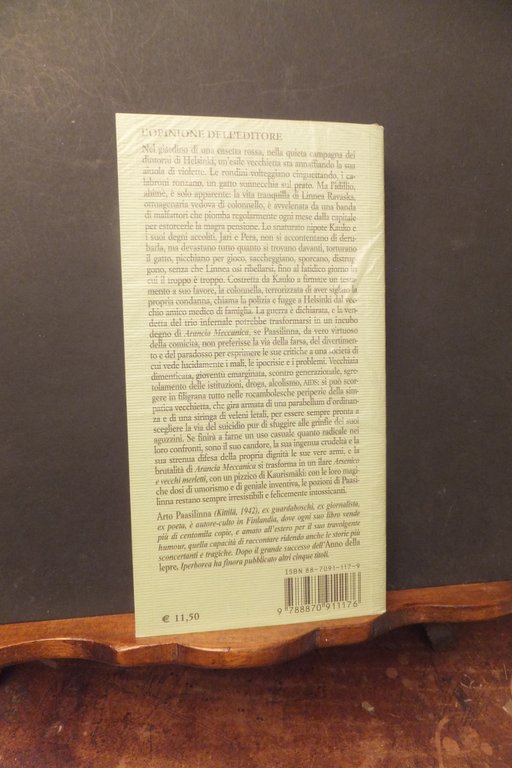 L'OPINIONE DELL'EDITORE
Nel giardino di una casetta rossa, nella quieta campagna dei
dintorni di Helsinki, un'esile vecchietta sta annaffiando la sua
aiuola di violette. Le rondini volteggiano cinguettando, i ca-
labroni ronzano, un gatto sonnecchia sul prato. Ma l'idillio,
ahimè, è solo apparente: la vita tranquilla di Linnea Ravaska,
ottuagenaria vedova di colonnello, è avvelenata da una banda
di malfattori che piomba regolarmente ogni mese dalla capitale
per estorcerle la magra pensione. Lo snaturato nipote Kauko e
i suoi degni accoliti, Jari e Pera, non si accontentano di deru-
barla, ma devastano tutto quanto si trovano davanti, torturano
il gatto, picchiano per gioco, saccheggiano, sporcano, distrug-
gono, senza che Linnea osi ribellarsi, fino al fatidico giorno in
cui il troppo è troppo. Costretta da Kauko a firmare un testa-
mento a suo favore, la colonnella, terrorizzata di aver siglato la
propria condanna, chiama la polizia e fugge a Helsinki dal vec-
chio amico medico di famiglia. La guerra è dichiarata, e la ven-
detta del trio infernale potrebbe trasformarsi in un incubo
degno di Arancia Meccanica, se Paasilinna, da vero virtuoso
della comicità, non preferisse la via della farsa, del divertimen-
to e del paradosso per esprimere le sue critiche a una società di
cui vede lucidamente i mali, le ipocrisie e i problemi. Vecchiaia
dimenticata, gioventù emarginata, scontro generazionale, sgre-
tolamento delle istituzioni, droga, alcolismo, AIDS: si può scor-
gere in filigrana tutto nelle rocambolesche peripezie della sim-
patica vecchietta, che gira armata di una parabellum d'ordinan-
za e di una siringa di veleni letali, per essere sempre pronta a
scegliere la via del suicidio pur di sfuggire alle grinfie dei suoi
aguzzini. Se finirà a farne un uso casuale quanto radicale nei
loro confronti, sono il suo candore, la sua ingenua crudeltà e la
sua strenua difesa della propria dignità le sue vere armi, e la
brutalità di Arancia Meccanica si trasforma in un ilare Arsenico
e vecchi merletti, con un pizzico di Kaurismäki: con le loro magi-
che dosi di umorismo e di geniale inventiva, le pozioni di Paasi-
linna restano sempre irresistibili e felicemente intossicanti.
Arto Paasilinna (Kittilä, 1942), ex guardaboschi, ex giornalista,
ex poeta, è autore-culto in Finlandia, dove ogni suo libro vende
più di centomila copie, e amato all'estero per il suo travolgente
humour, quella capacità di raccontare ridendo anche le storie più
sconcertanti e tragiche. Dopo il grande successo dell'Anno della
lepre, Iperborea ha finora pubblicato altri cinque titoli.
ISBN 88-7091-117-9
9 788870 911176
€ 11,50